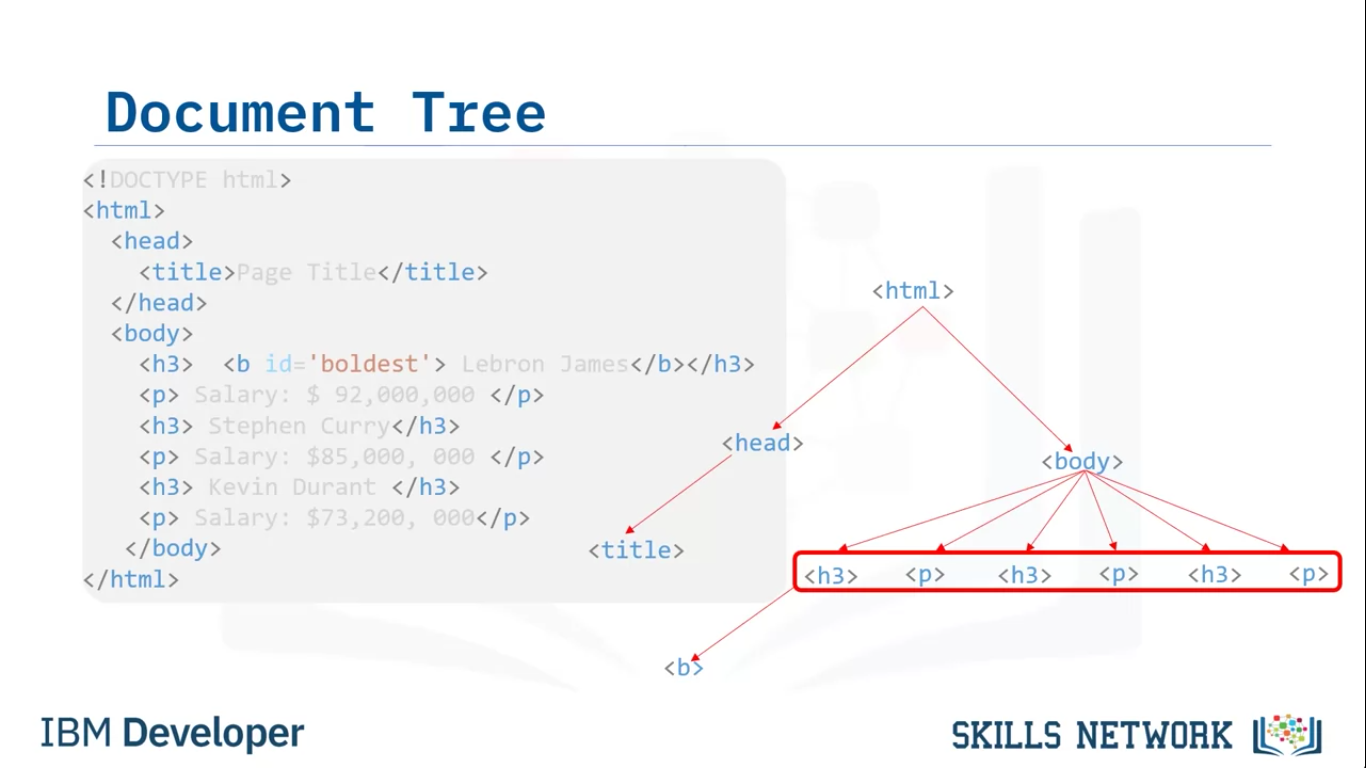 Document Tree
<!DOCTYPE html>
<html>
<head>
<title>Page Title</title>
</head>
<body>
<h3> <b id='boldest'> Lebron James</b></h3>
<p> Salary: $ 92,000,000 </p>
<h3> Stephen Curry</h3>
<p> Salary: $85,000, 000 </p>
<h3> Kevin Durant </h3>
<p> Salary: $73,200, 000</p>
</body>
</html>
<html>
<head>
<body>
<title>
<h3> <p> <h3> <p> <h3> <p>
<b>
IBM Developer
SKILLS NETWORK